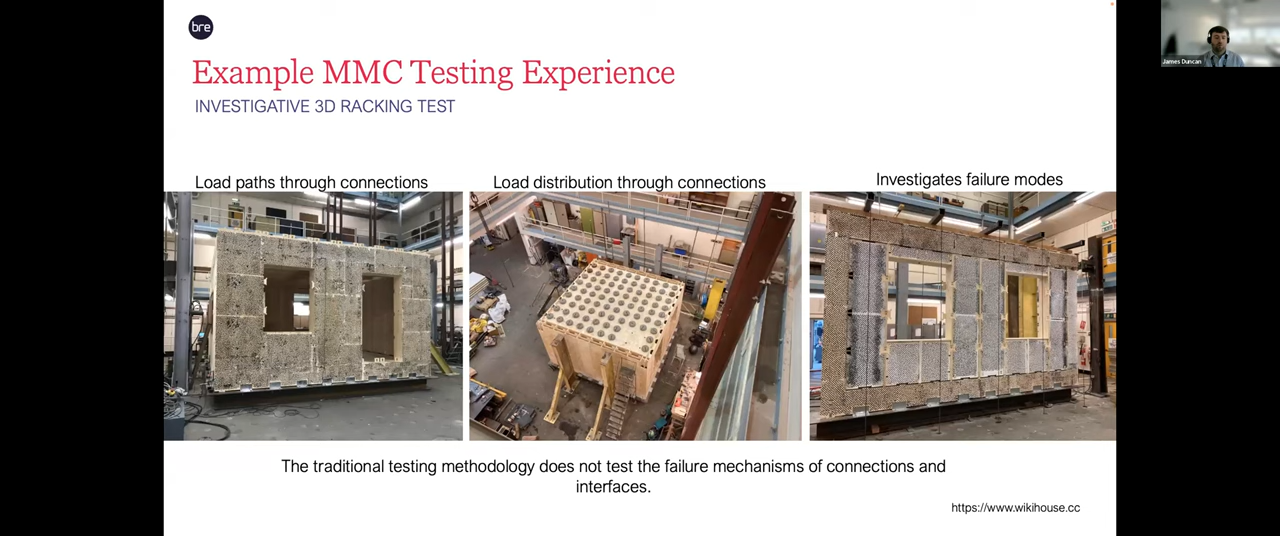 bre
James Duncan
Example MMC Testing Experience
INVESTIGATIVE 3D RACKING TEST
Load paths through connections
Load distribution through connections
Investigates failure modes
The traditional testing methodology does not test the failure mechanisms of connections and
interfaces.
https://www.wikihouse.cc